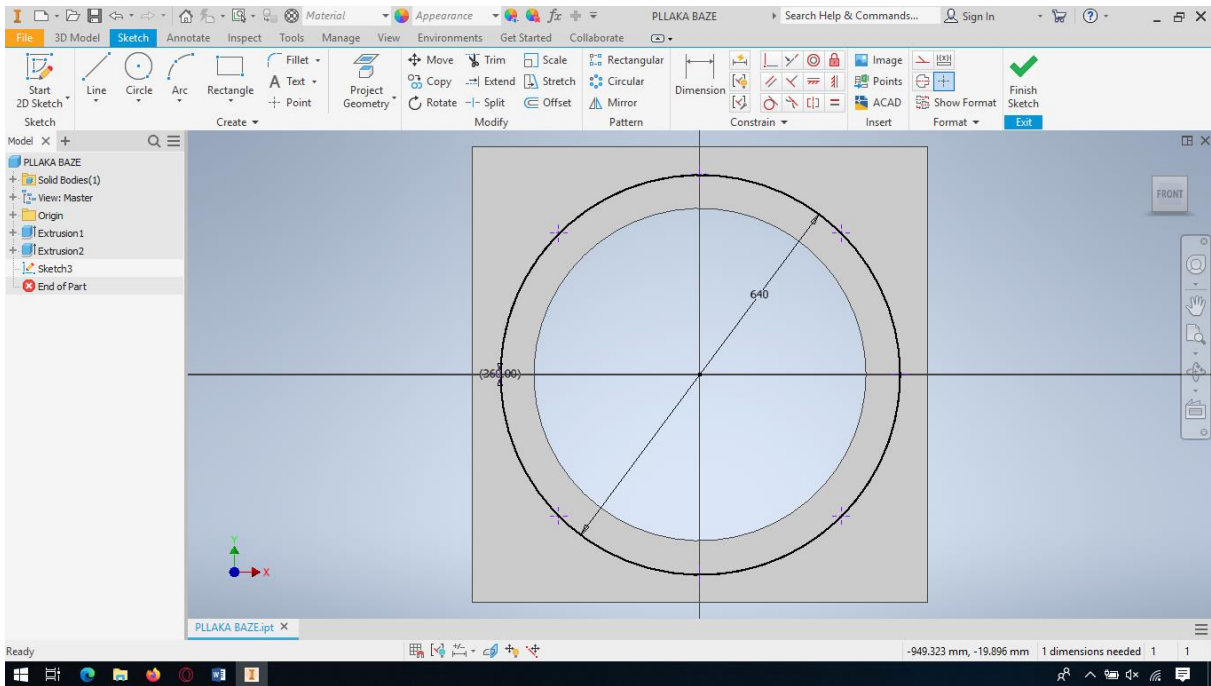 Material Appearance fx PLLAKA BAZE Search Help & Commands... Sign In
File 3D Model Sketch Annotate Inspect Tools Manage View Environments Get Started Collaborate
Fillet Move Trim Scale Rectangular Image
Start 2D Sketch Line Circle Arc Rectangle A Text Project Geometry Copy Extend Stretch Circular Dimension Points Finish Sketch
Point Rotate Split Offset Mirror ACAD Show Format
Sketch Create Modify Pattern Constrain Insert Format Exit
Model
PLLAKA BAZE
Solid Bodies(1)
View: Master
Origin
Extrusion1
Extrusion2
Sketch3
End of Part
FRONT
640
(360.00)
Y
X
PLLAKA BAZE.ipt
Ready -949.323 mm, -19.896 mm 1 dimensions needed 1 1